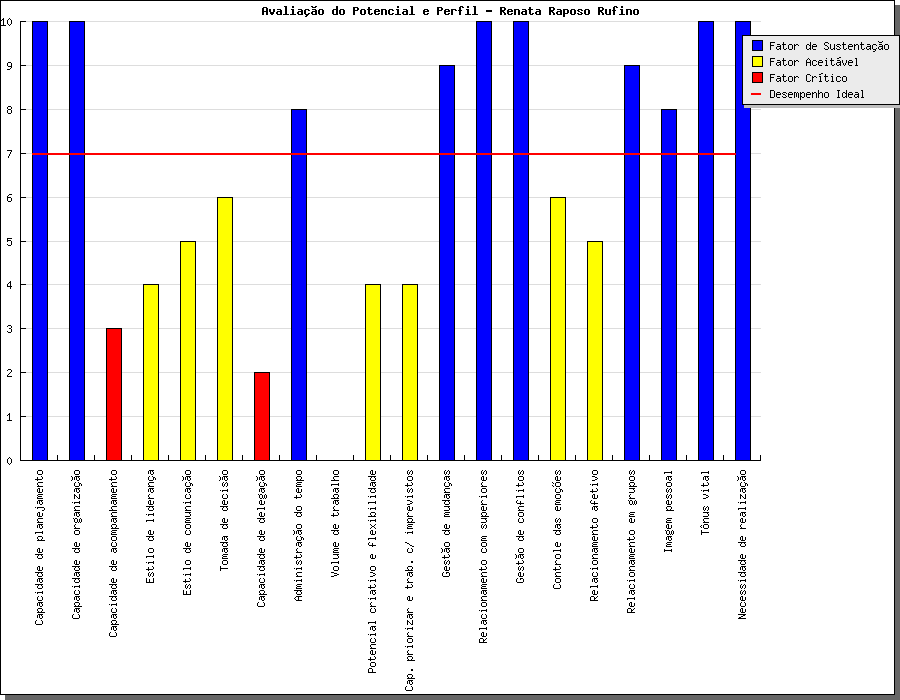 Avaliação do Potencial e Perfil - Renata Raposo Rufino
10
9
8
7
6
5
4
3
2
1
0
Fator de Sustentação
Fator Aceitável
Fator Crítico
Desempenho Ideal
Capacidade de planejamento
Capacidade de organização
Capacidade de acompanhamento
Estilo de liderança
Estilo de comunicação
Tomada de decisão
Capacidade de delegação
Administração do tempo
Volume de trabalho
Potencial criativo e flexibilidade
Cap. priorizar e trab. c/ imprevistos
Gestão de mudanças
Relacionamento com superiores
Gestão de conflitos
Controle das emoções
Relacionamento afetivo
Relacionamento em grupos
Imagem pessoal
Tônus vital
Necessidade de realização